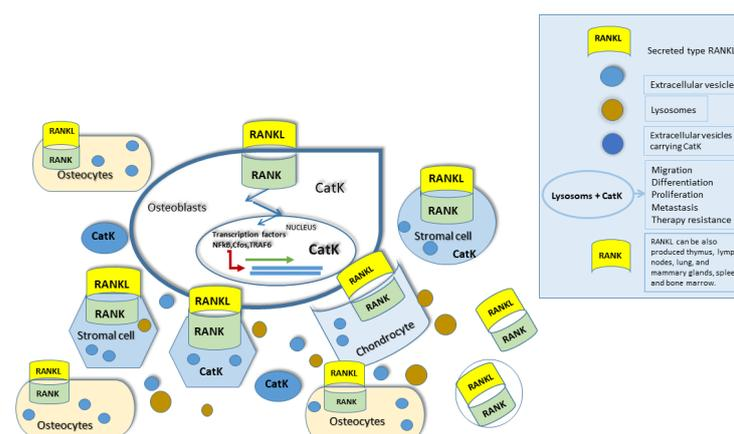 RANKL
RANK
Osteocytes
RANKL
RANK
CatK
Osteoblasts
NUCLEUS
Transcription factors
NFkB,Cfos,TRAF6
CatK
RANKL
RANK
Stromal cell
CatK
CatK
RANKL
RANK
Stromal cell
RANKL
RANK
CatK
RANKL
RANK
Chondrocyte
RANKL
RANK
Osteocytes
CatK
RANKL
RANK
Osteocytes
RANKL
RANK
RANKL
RANK
RANKL
Secreted type RANKL
Extracellular vesicle
Lysosomes
Extracellular vesicles
carrying CatK
Lysosoms + CatK
Migration
Differentiation
Proliferation
Metastasis
Therapy resistance
RANK
RANKL can be also
produced thymus, lymp
nodes, lung, and
mammary glands, splee
and bone marrow.